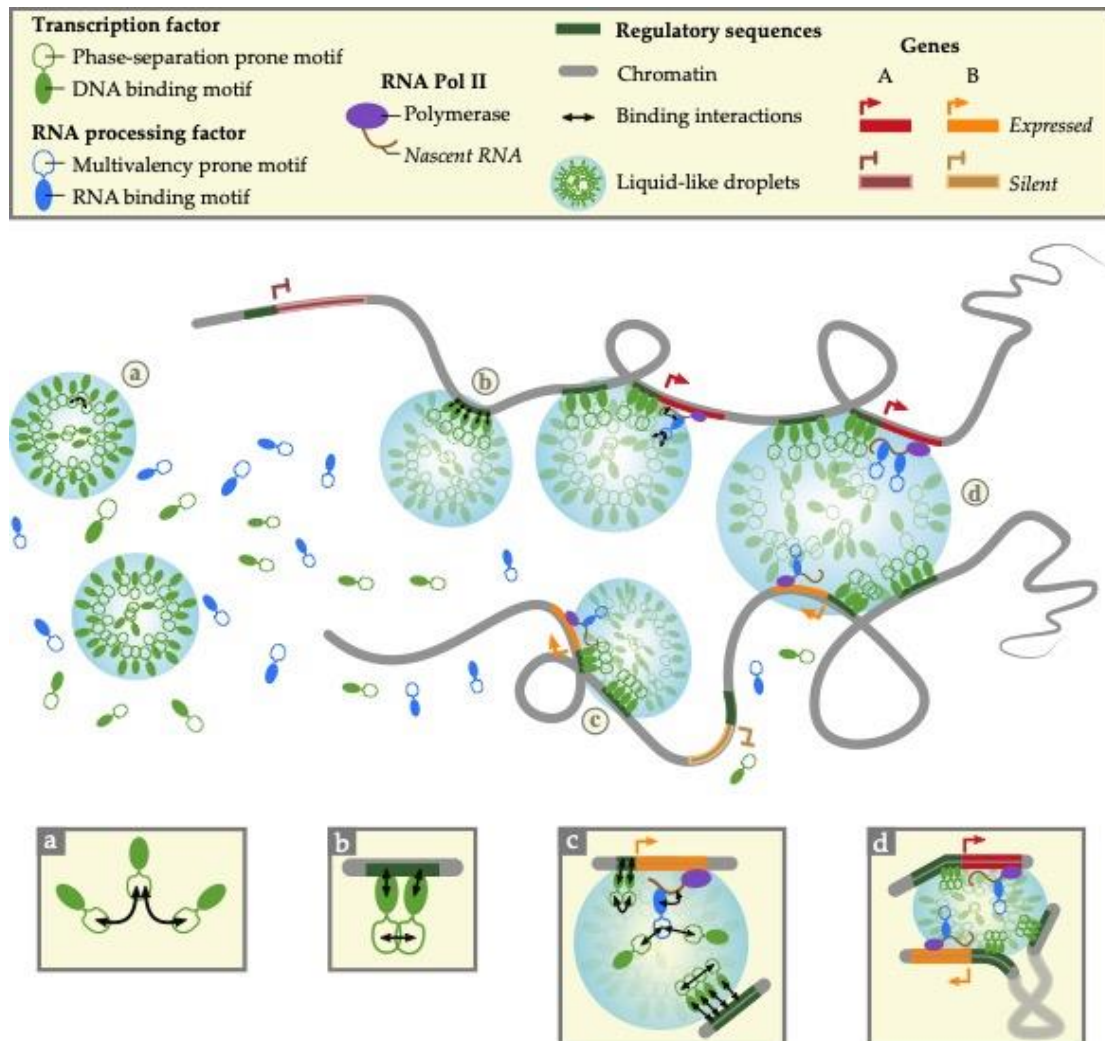 Transcription factor
Phase-separation prone motif
DNA binding motif
RNA processing factor
Multivalency prone motif
RNA binding motif
RNA Pol II
Polymerase
Nascent RNA
Regulatory sequences
Chromatin
Binding interactions
Liquid-like droplets
Genes
A B
Expressed
Silent
a
b
d
c
a
b
c
d